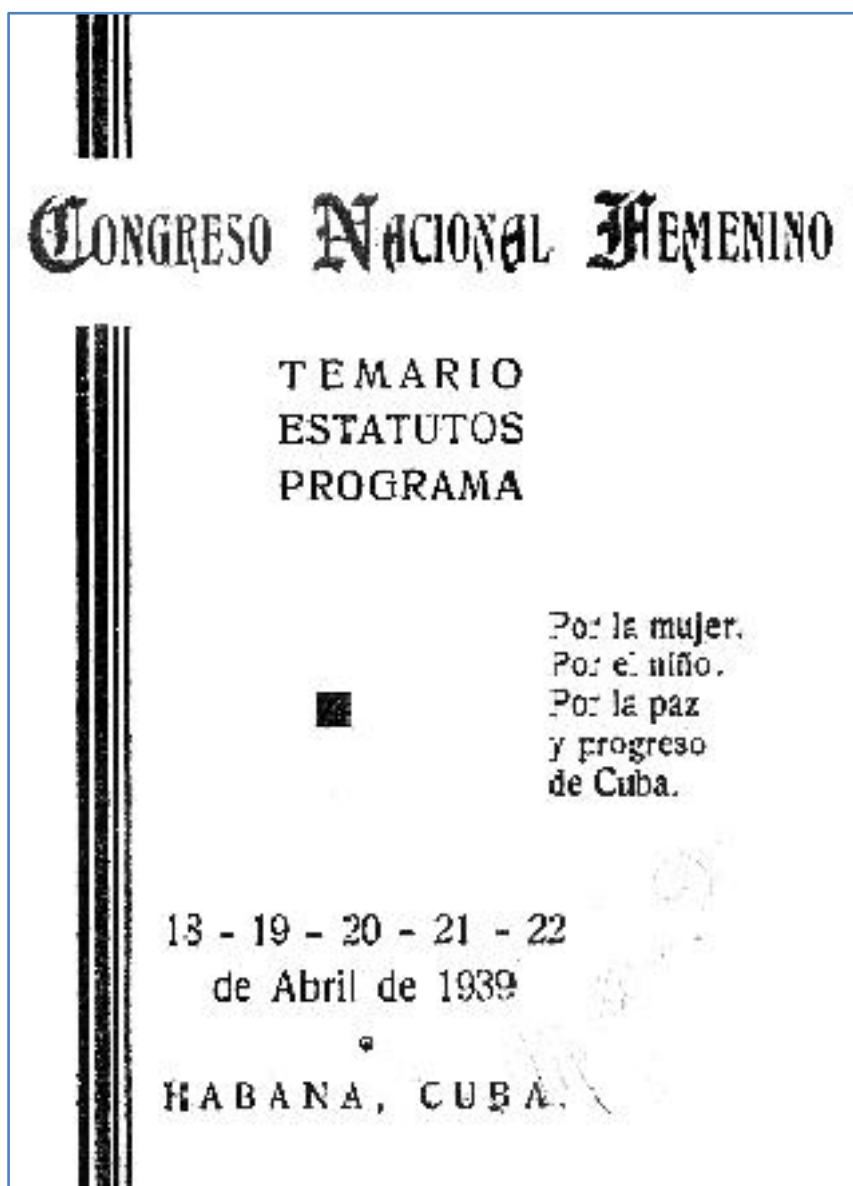 CONGRESO NACIONAL FEMENINO
TEMARIO
ESTATUTOS
PROGRAMA
Por la mujer.
Por el niño.
Por la paz
y progreso
de Cuba.
18 - 19 - 20 - 21 - 22
de Abril de 1939
HABANA, CUBA.